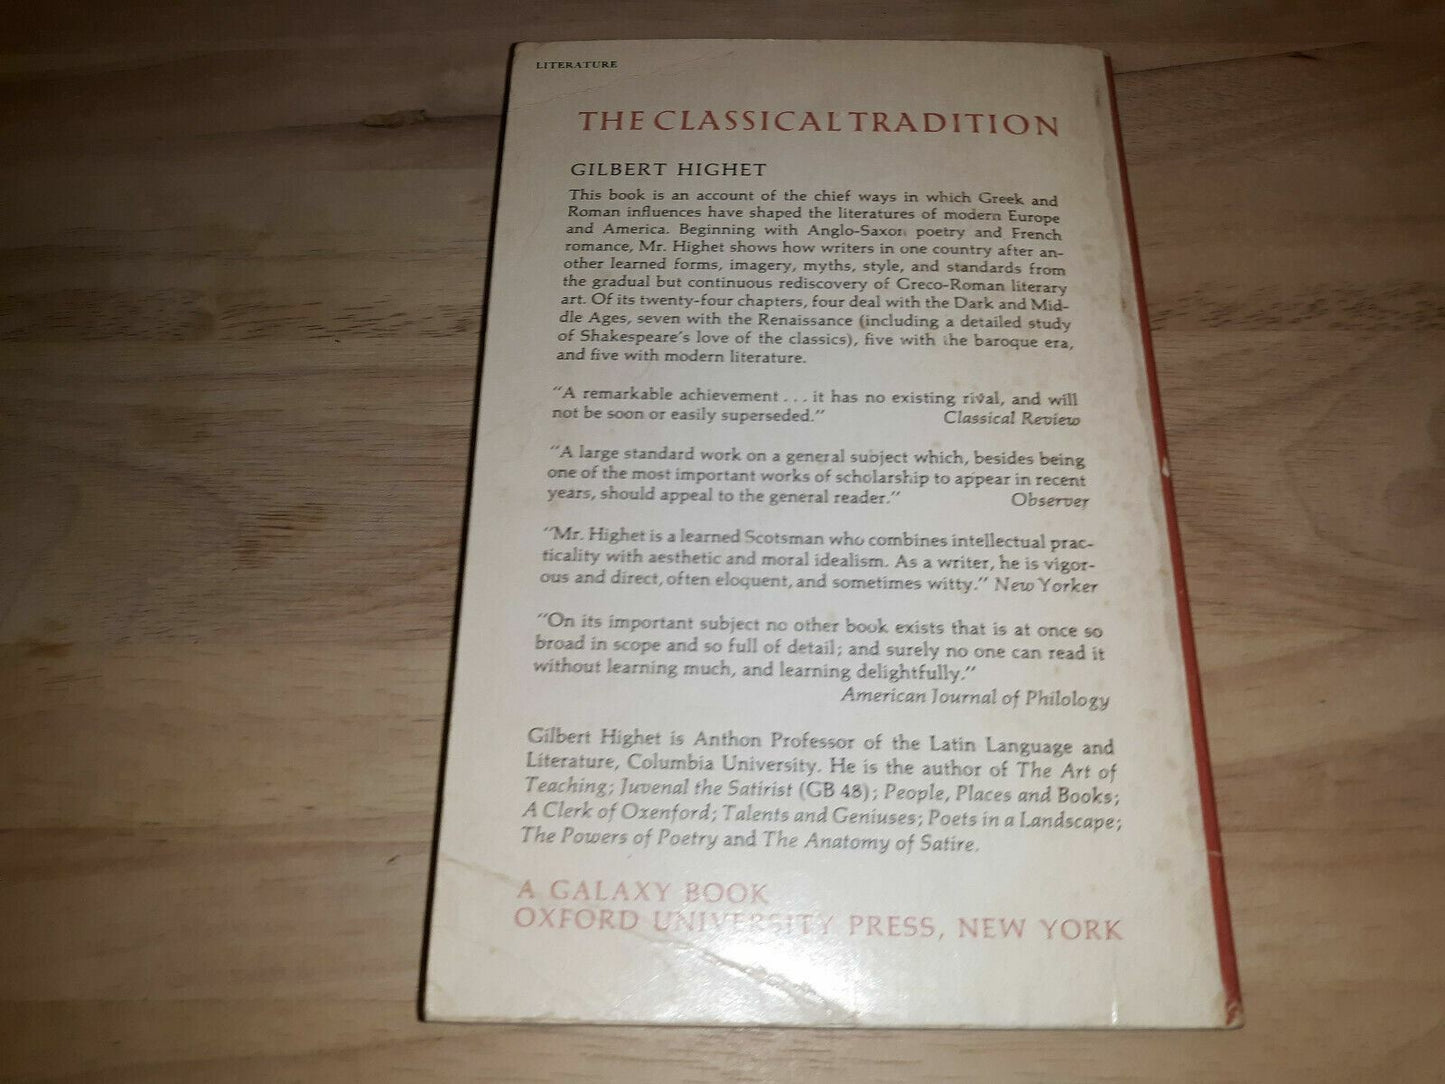 LITERATURE
THE CLASSICAL TRADITION
GILBERT HIGHET
This book is an account of the chief ways in which Greek and
Roman influences have shaped the literatures of modern Europe
and America. Beginning with Anglo-Saxon poetry and French
romance, Mr. Highet shows how writers in one country after an-
other learned forms, imagery, myths, style, and standards from
the gradual but continuous rediscovery of Greco-Roman literary
art. Of its twenty-four chapters, four deal with the Dark and Mid-
dle Ages, seven with the Renaissance (including a detailed study
of Shakespeare's love of the classics), five with the baroque era,
and five with modern literature.
"A remarkable achievement . . . it has no existing rival, and will
not be soon or easily superseded." Classical Review
"A large standard work on a general subject which, besides being
one of the most important works of scholarship to appear in recent
years, should appeal to the general reader." Observer
"Mr. Highet is a learned Scotsman who combines intellectual prac-
ticality with aesthetic and moral idealism. As a writer, he is vigor-
ous and direct, often eloquent, and sometimes witty." New Yorker
"On its important subject no other book exists that is at once so
broad in scope and so full of detail; and surely no one can read it
without learning much, and learning delightfully."
American Journal of Philology
Gilbert Highet is Anthon Professor of the Latin Language and
Literature, Columbia University. He is the author of The Art of
Teaching; Juvenal the Satirist (GB 48); People, Places and Books;
A Clerk of Oxenford; Talents and Geniuses; Poets in a Landscape;
The Powers of Poetry and The Anatomy of Satire.
A GALAXY BOOK
OXFORD UNIVERSITY PRESS, NEW YORK